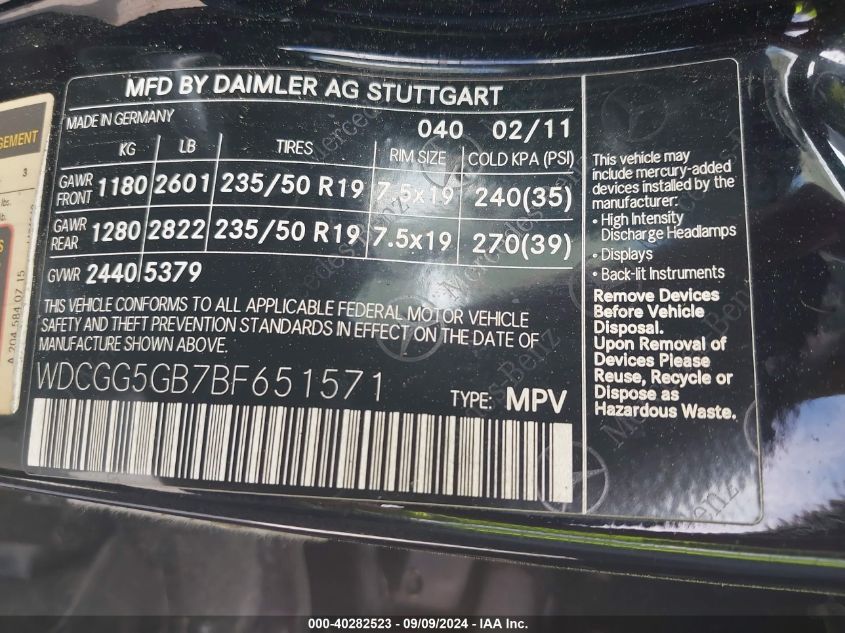 MFD BY DAIMLER AG STUTTGART
MADE IN GERMANY 040 02/11
KG LB TIRES RIM SIZE COLD KPA (PSI)
GAWR FRONT 1180 2601 235/50 R19 7.5x19 240(35)
GAWR REAR 1280 2822 235/50 R19 7.5x19 270(39)
GVWR 2440 5379
THIS VEHICLE CONFORMS TO ALL APPLICABLE FEDERAL MOTOR VEHICLE
SAFETY AND THEFT PREVENTION STANDARDS IN EFFECT ON THE DATE OF
MANUFACTURE SHOWN ABOVE.
WDCGG5GB7BF651571 TYPE: MPV
This vehicle may
include mercury-added
devices installed by the
manufacturer:
• High Intensity
Discharge Headlamps
• Displays
• Back-lit Instruments
Remove Devices
Before Vehicle
Disposal.
Upon Removal of
Devices Please
Reuse, Recycle or
Dispose as
Hazardous Waste.
GEMENT
3
lbs.
lb.
S
A 204 584 07 15
Mercedes-Benz
000-40282523 - 09/09/2024 - IAA Inc.